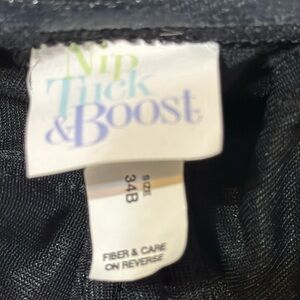 Nip
Tuck
&Boost
SIZE
34B
FIBER & CARE
ON REVERSE